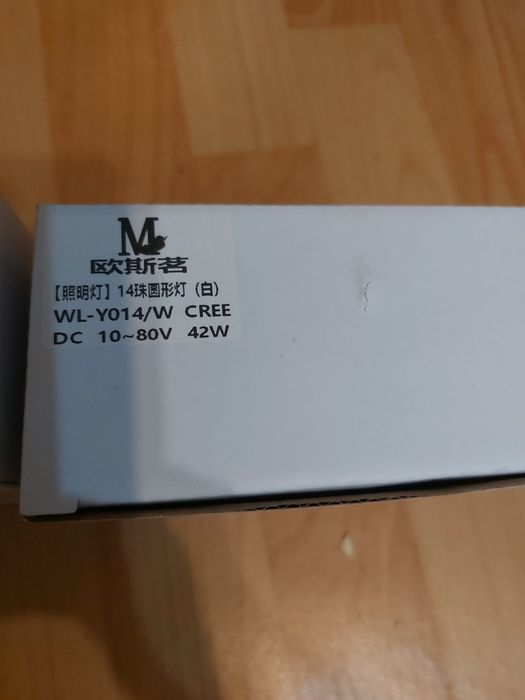 M
欧斯茗
【照明灯】14珠圆形灯（白）
WL-Y014/W CREE
DC 10~80V 42W